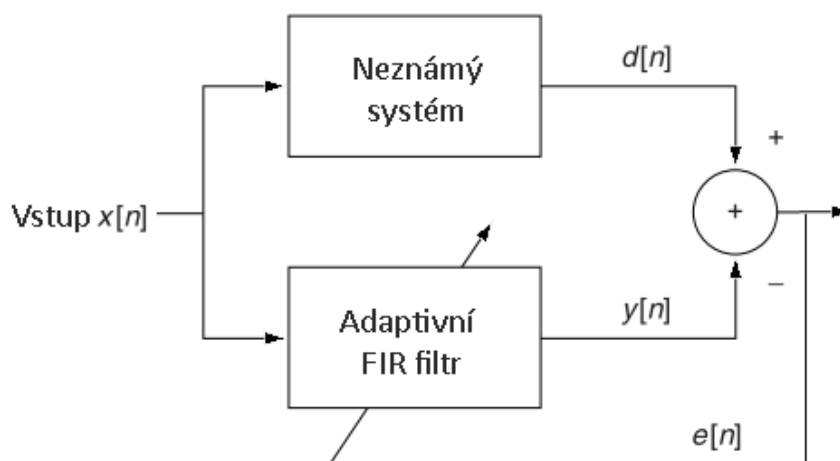 Neznámý
systém
d[n]
+
Vstup x[n]
+
−
Adaptivní
FIR filtr
y[n]
e[n]